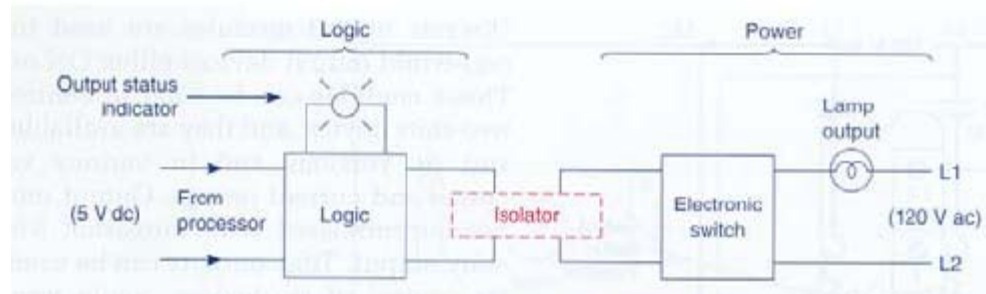 Logic
Power
Output status
indicator
Lamp
output
(5 V dc)
From
processor
Logic
Isolator
Electronic
switch
L1
(120 V ac)
L2